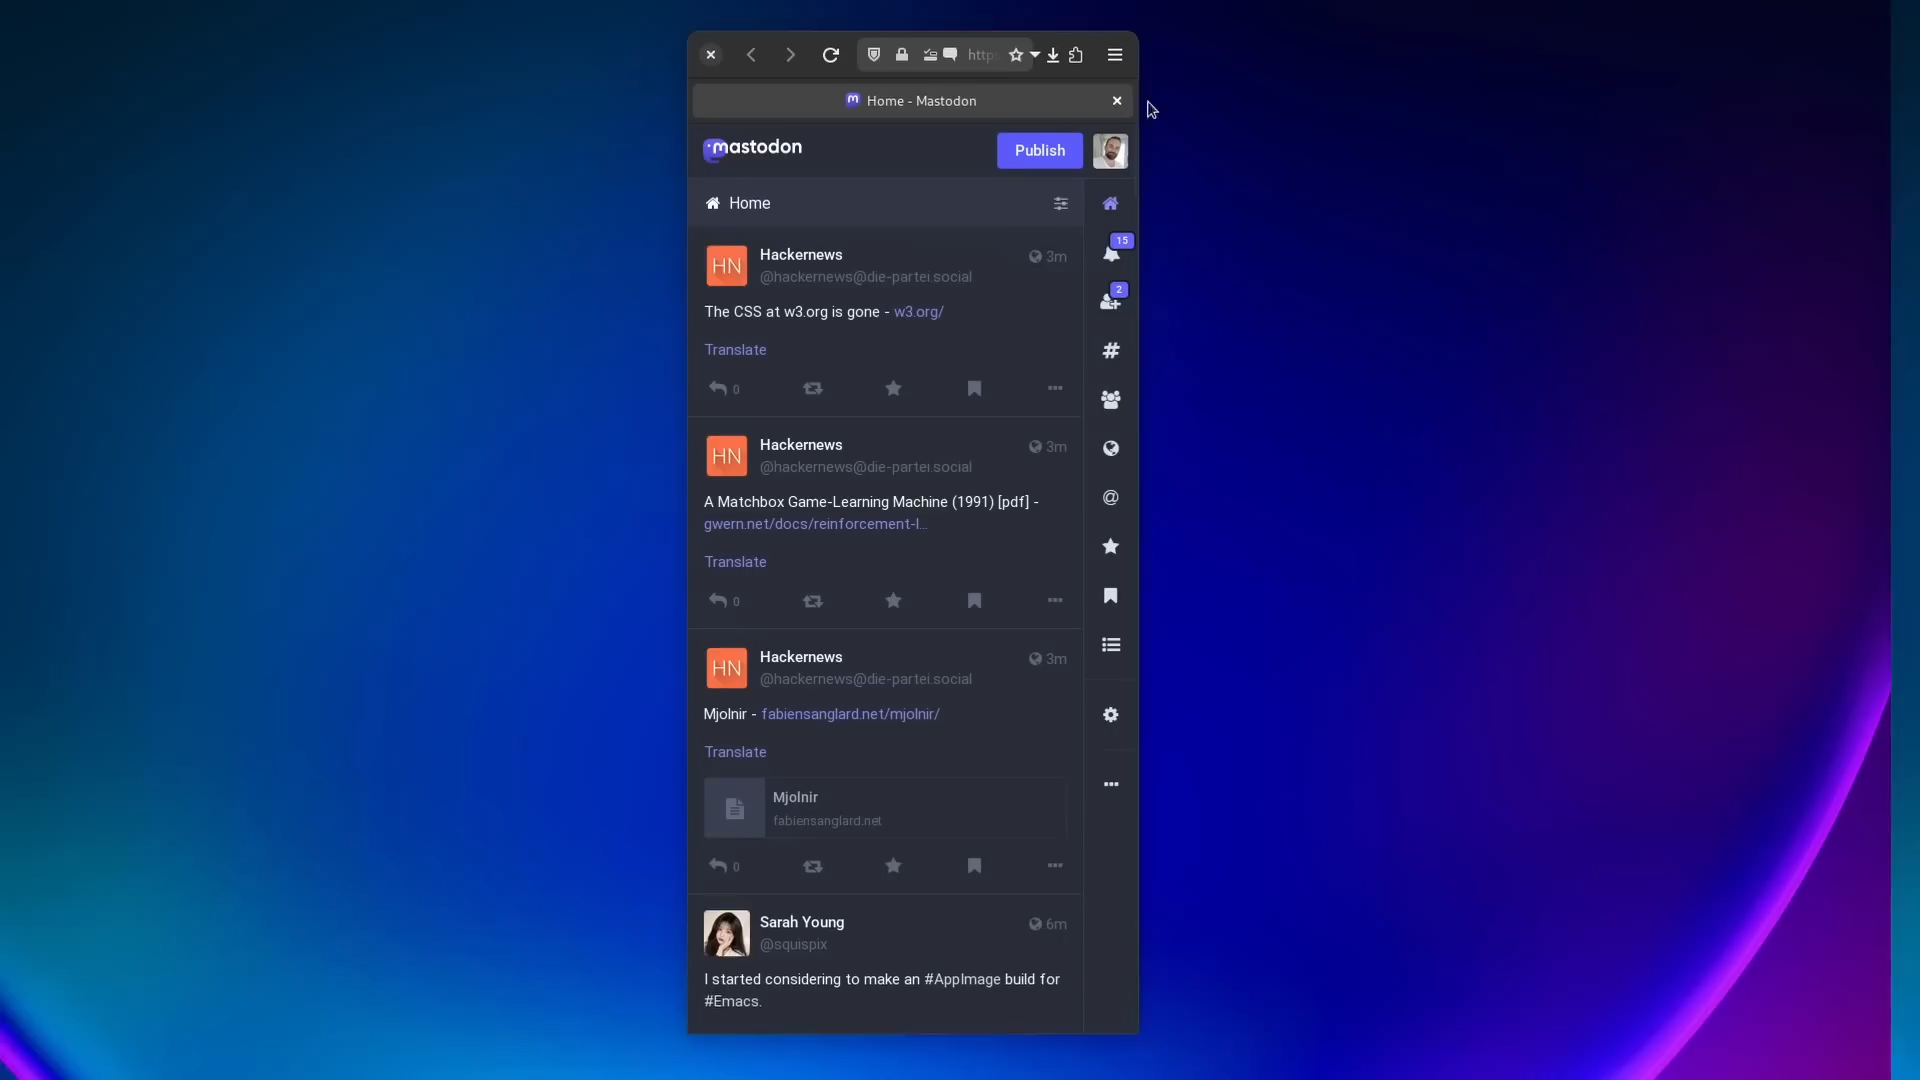 http
Home - Mastodon
mastodon
Publish
Home
15
2
HN
Hackernews
3m
@hackernews@die-partei.social
The CSS at w3.org is gone - w3.org/
Translate
0
HN
Hackernews
3m
@hackernews@die-partei.social
A Matchbox Game-Learning Machine (1991) [pdf] -
gwern.net/docs/reinforcement-l...
Translate
0
HN
Hackernews
3m
@hackernews@die-partei.social
Mjolnir - fabiensanglard.net/mjolnir/
Translate
Mjolnir
fabiensanglard.net
0
Sarah Young
6m
@squispix
I started considering to make an #AppImage build for
#Emacs.